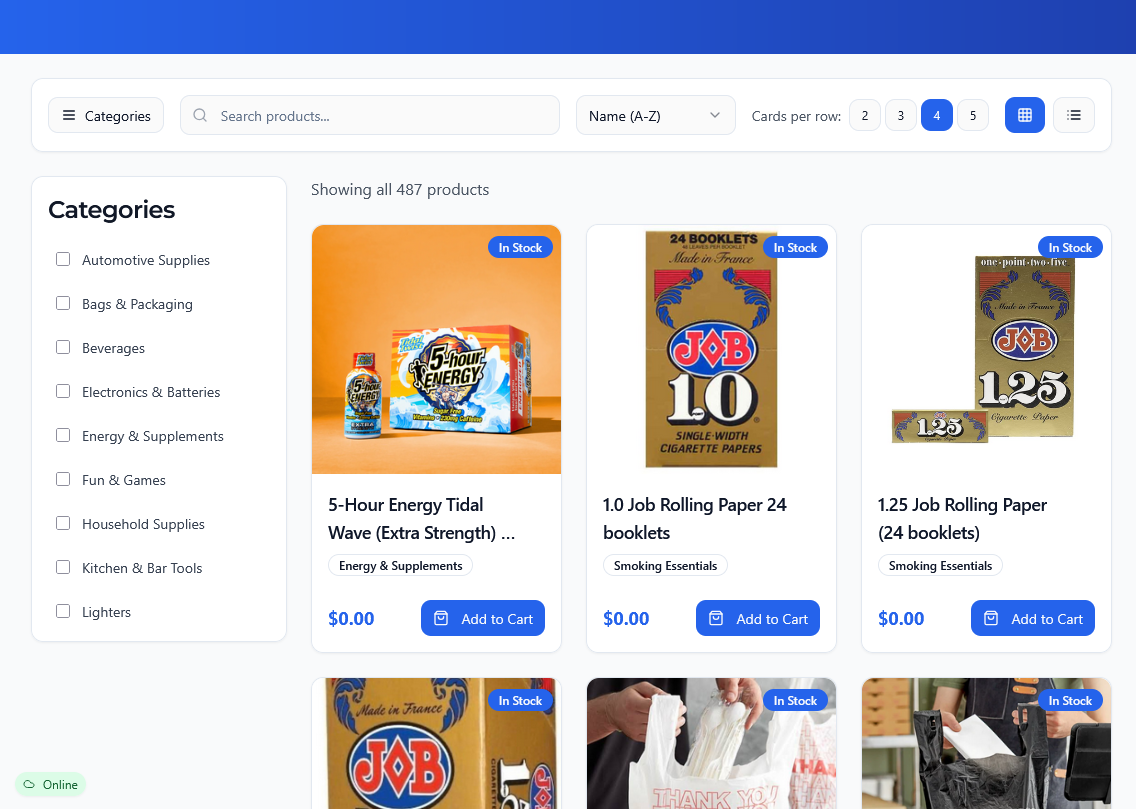 Categories
Search products...
Name (A-Z)
Cards per row:
2
3
4
5
Categories
Automotive Supplies
Bags & Packaging
Beverages
Electronics & Batteries
Energy & Supplements
Fun & Games
Household Supplies
Kitchen & Bar Tools
Lighters
Showing all 487 products
In Stock
5-hour
ENERGY
Sugar Free
5-hour
ENERGY
EXTRA
5-Hour Energy Tidal
Wave (Extra Strength) ...
Energy & Supplements
$0.00
Add to Cart
In Stock
24 BOOKLETS
Made in France
JOB
1.0
SINGLE-WIDTH
CIGARETTE PAPERS
1.0 Job Rolling Paper 24
booklets
Smoking Essentials
$0.00
Add to Cart
In Stock
one·point·two·five
Made in France
JOB
1.25
Cigarette Paper
1.25
1.25 Job Rolling Paper
(24 booklets)
Smoking Essentials
$0.00
Add to Cart
In Stock
Made in France
JOB
In Stock
THANK YOU
In Stock
Online